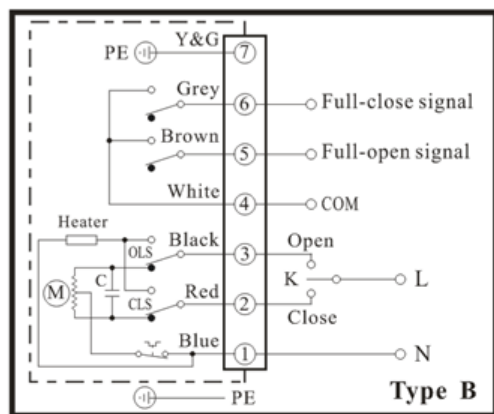 Y&G
PE 7
Grey 6 Full-close signal
Brown 5 Full-open signal
White 4 COM
Heater
OLS Black 3 Open
M C K L
CLS Red 2 Close
Blue 1 N
PE
Type B